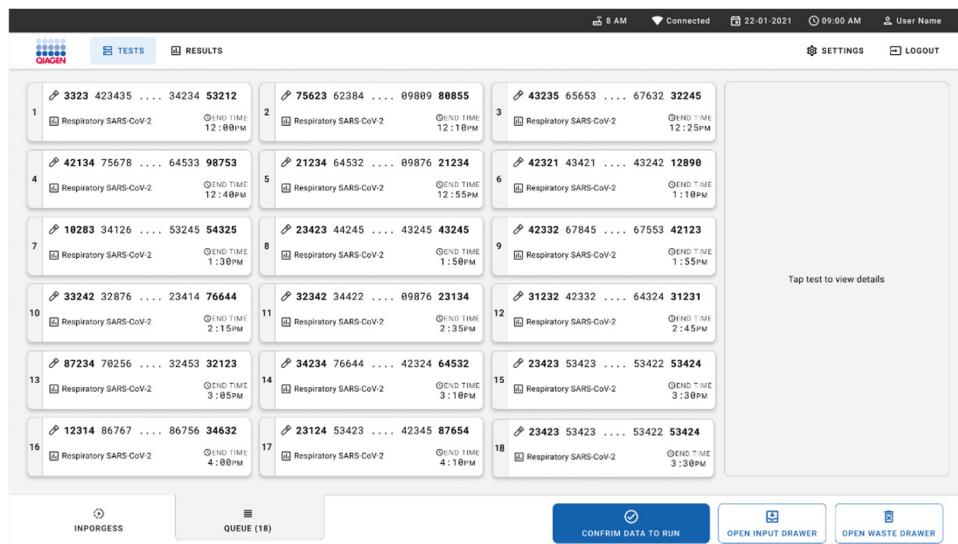 8 AM Connected 22-01-2021 09:00 AM User Name
QIAGEN TESTS RESULTS SETTINGS LOGOUT
1 3323 423435 .... 34234 53212
Respiratory SARS-CoV-2 END TIME 12:00PM
2 75623 62384 .... 09809 80855
Respiratory SARS-CoV-2 END TIME 12:10PM
3 43235 65653 .... 67632 32245
Respiratory SARS-CoV-2 END TIME 12:25PM
4 42134 75678 .... 64533 98753
Respiratory SARS-CoV-2 END TIME 12:40PM
5 21234 64532 .... 09876 21234
Respiratory SARS-CoV-2 END TIME 12:55PM
6 42321 43421 .... 43242 12890
Respiratory SARS-CoV-2 END TIME 1:10PM
7 10283 34126 .... 53245 54325
Respiratory SARS-CoV-2 END TIME 1:30PM
8 23423 44245 .... 43245 43245
Respiratory SARS-CoV-2 END TIME 1:50PM
9 42332 67845 .... 67553 42123
Respiratory SARS-CoV-2 END TIME 1:55PM
10 33242 32876 .... 23414 76644
Respiratory SARS-CoV-2 END TIME 2:15PM
11 32342 34422 .... 09876 23134
Respiratory SARS-CoV-2 END TIME 2:35PM
12 31232 42332 .... 64324 31231
Respiratory SARS-CoV-2 END TIME 2:45PM
13 87234 70256 .... 32453 32123
Respiratory SARS-CoV-2 END TIME 3:05PM
14 34234 76644 .... 42324 64532
Respiratory SARS-CoV-2 END TIME 3:10PM
15 23423 53423 .... 53422 53424
Respiratory SARS-CoV-2 END TIME 3:30PM
16 12314 86767 .... 86756 34632
Respiratory SARS-CoV-2 END TIME 4:00PM
17 23124 53423 .... 42345 87654
Respiratory SARS-CoV-2 END TIME 4:10PM
18 23423 53423 .... 53422 53424
Respiratory SARS-CoV-2 END TIME 3:30PM
Tap test to view details
INPORGESS QUEUE (18) CONFRIM DATA TO RUN OPEN INPUT DRAWER OPEN WASTE DRAWER